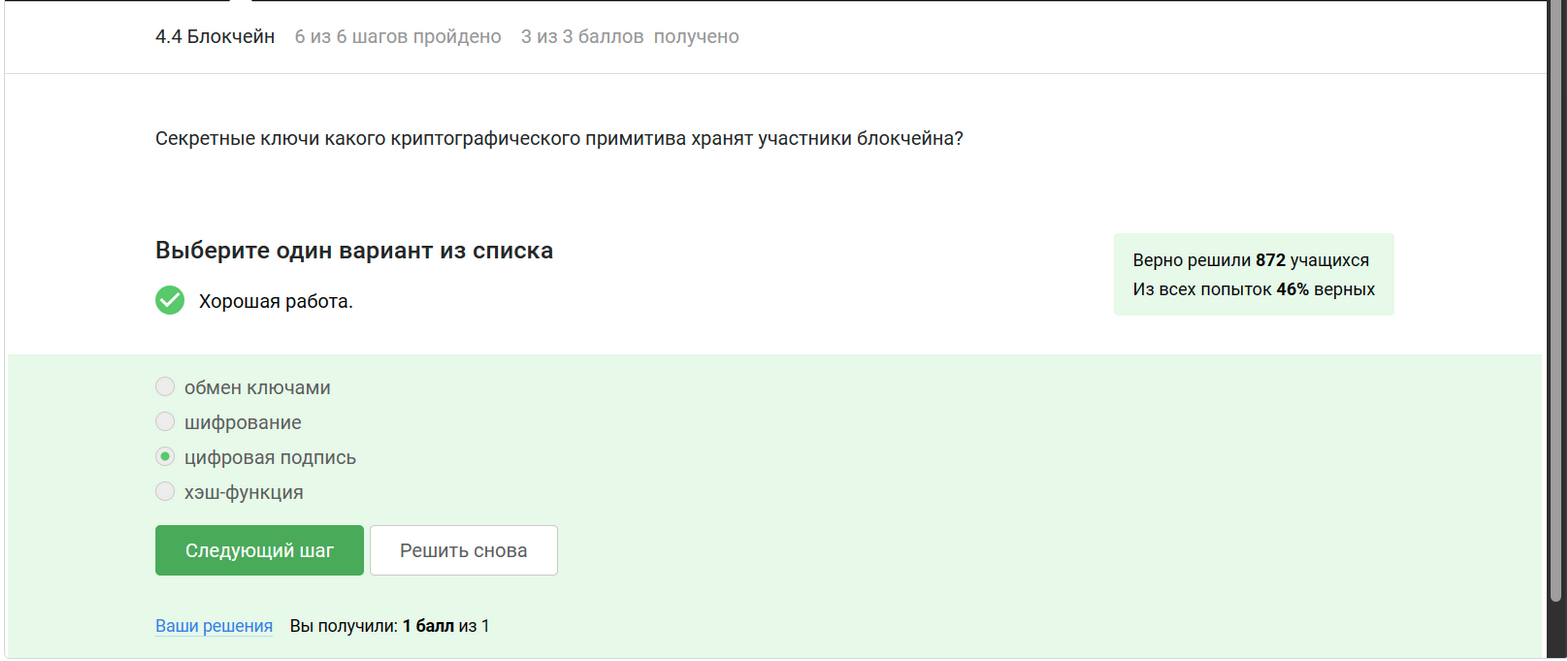 4.4 Блокчейн 6 из 6 шагов пройдено 3 из 3 баллов получено
Секретные ключи какого криптографического примитива хранят участники блокчейна?
Выберите один вариант из списка
Хорошая работа.
Верно решили 872 учащихся
Из всех попыток 46% верных
обмен ключами
шифрование
цифровая подпись
хэш-функция
Следующий шаг Решить снова
Ваши решения Вы получили: 1 балл из 1